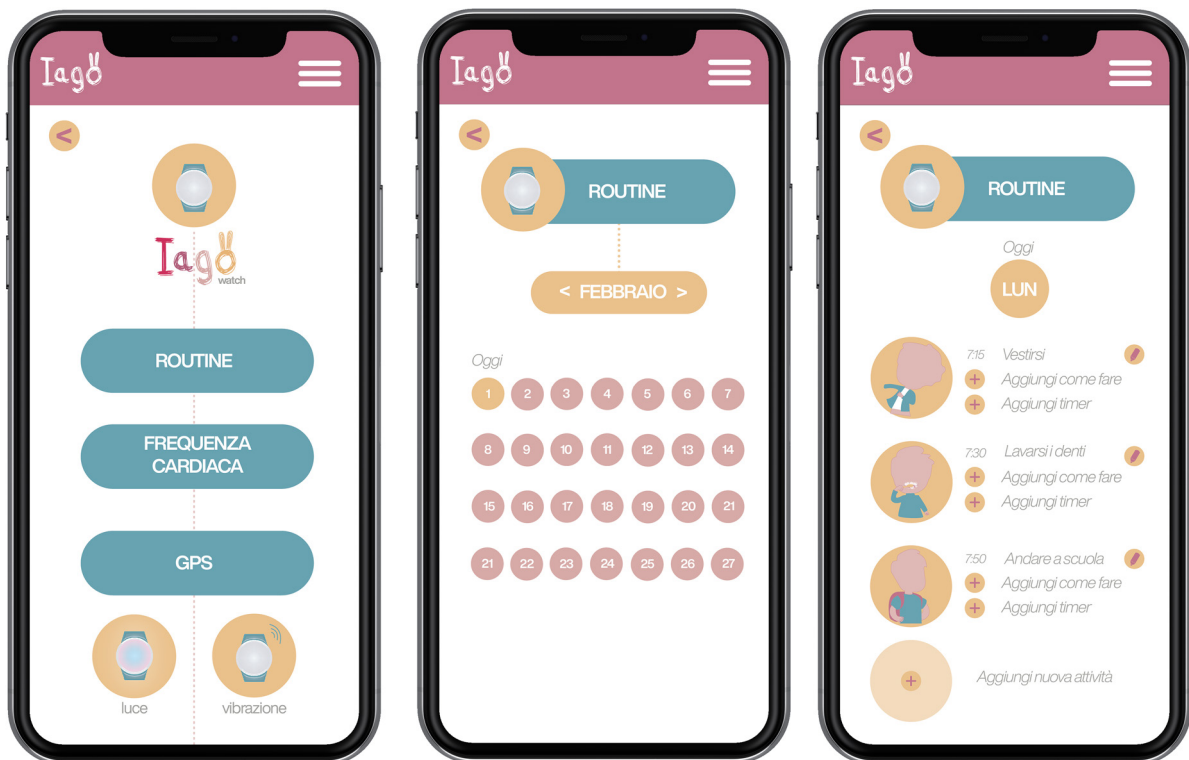 Iago
<
Iago
watch
ROUTINE
FREQUENZA
CARDIACA
GPS
luce
vibrazione
Iago
<
ROUTINE
< FEBBRAIO >
Oggi
1 2 3 4 5 6 7
8 9 10 11 12 13 14
15 16 17 18 19 20 21
21 22 23 24 25 26 27
Iago
<
ROUTINE
Oggi
LUN
7:15 Vestirsi
+ Aggiungi come fare
+ Aggiungi timer
7:30 Lavarsi i denti
+ Aggiungi come fare
+ Aggiungi timer
7:50 Andare a scuola
+ Aggiungi come fare
+ Aggiungi timer
+ Aggiungi nuova attività